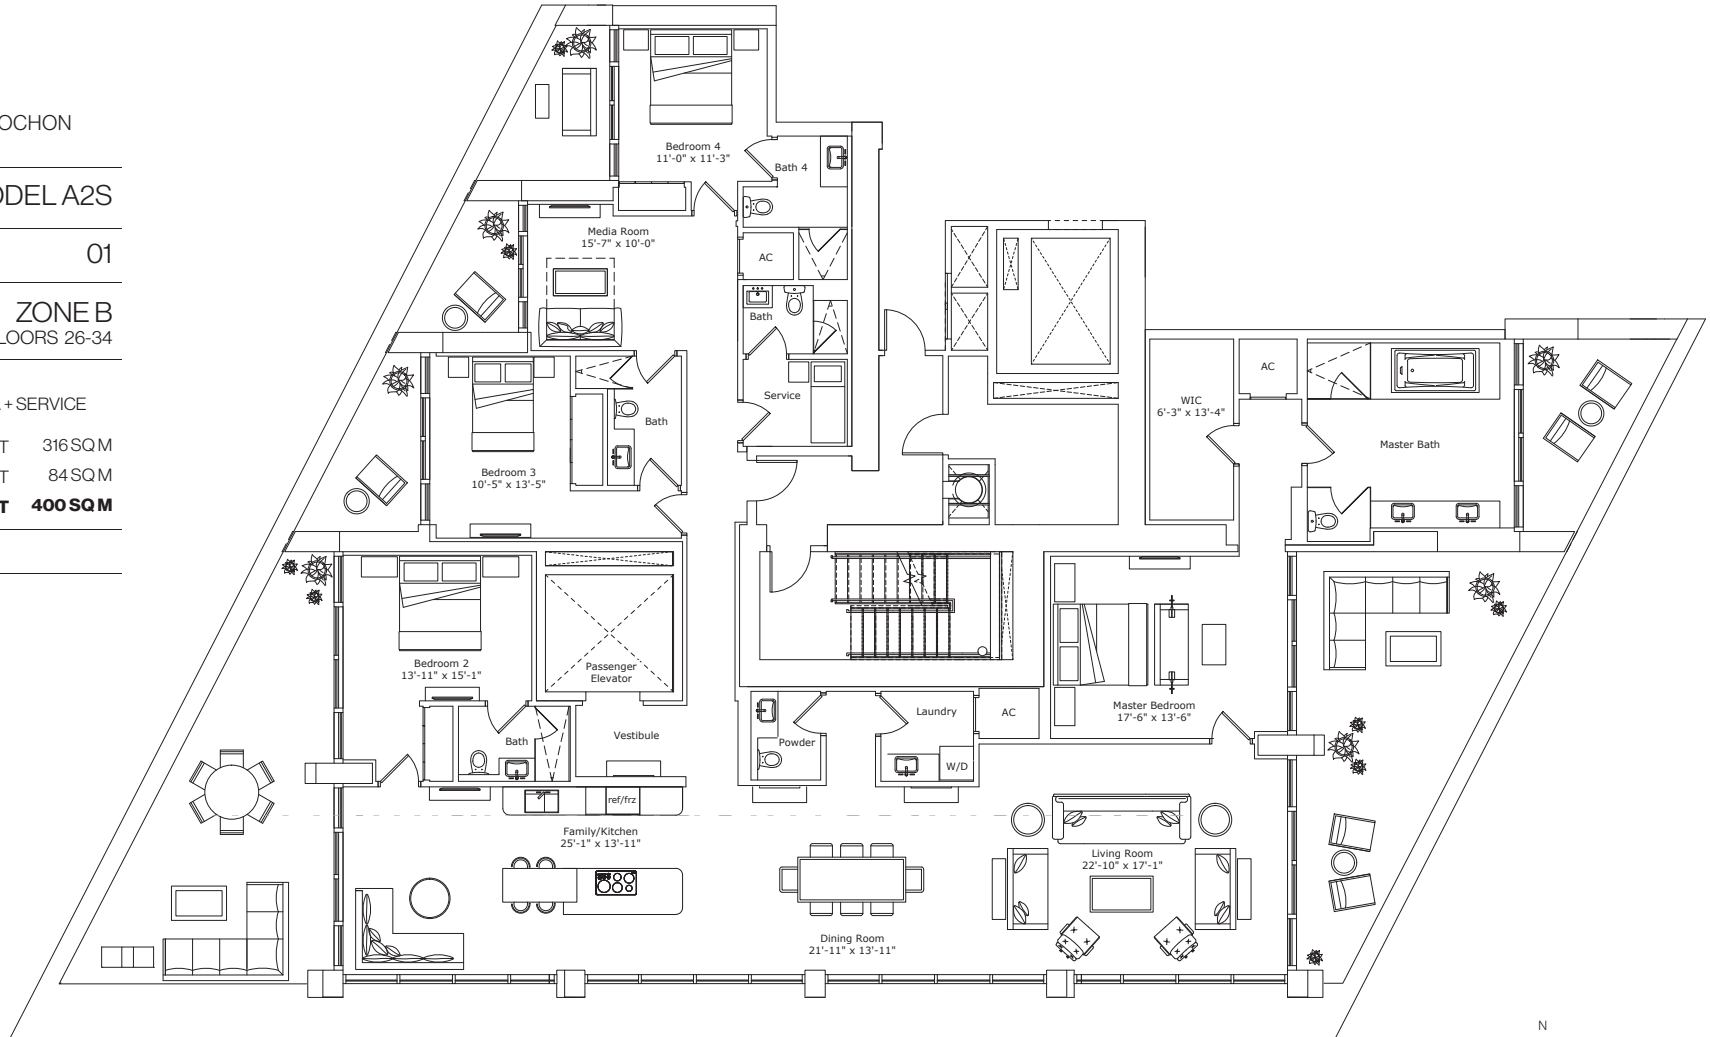 OCHON
ODEL A2S
01
ZONE B
LOORS 26-34
+ SERVICE
T 316 SQ M
T 84 SQ M
T 400 SQ M
Bedroom 4
11'-0" x 11'-3"
Bath 4
Media Room
15'-7" x 10'-0"
AC
Bath
Service
Bedroom 3
10'-5" x 13'-5"
Bath
WIC
6'-3" x 13'-4"
AC
Master Bath
Bedroom 2
13'-11" x 15'-1"
Passenger
Elevator
Bath
Vestibule
Powder
Laundry
AC
W/D
Master Bedroom
17'-6" x 13'-6"
ref/frz
Family/Kitchen
25'-1" x 13'-11"
Dining Room
21'-11" x 13'-11"
Living Room
22'-10" x 17'-1"
N